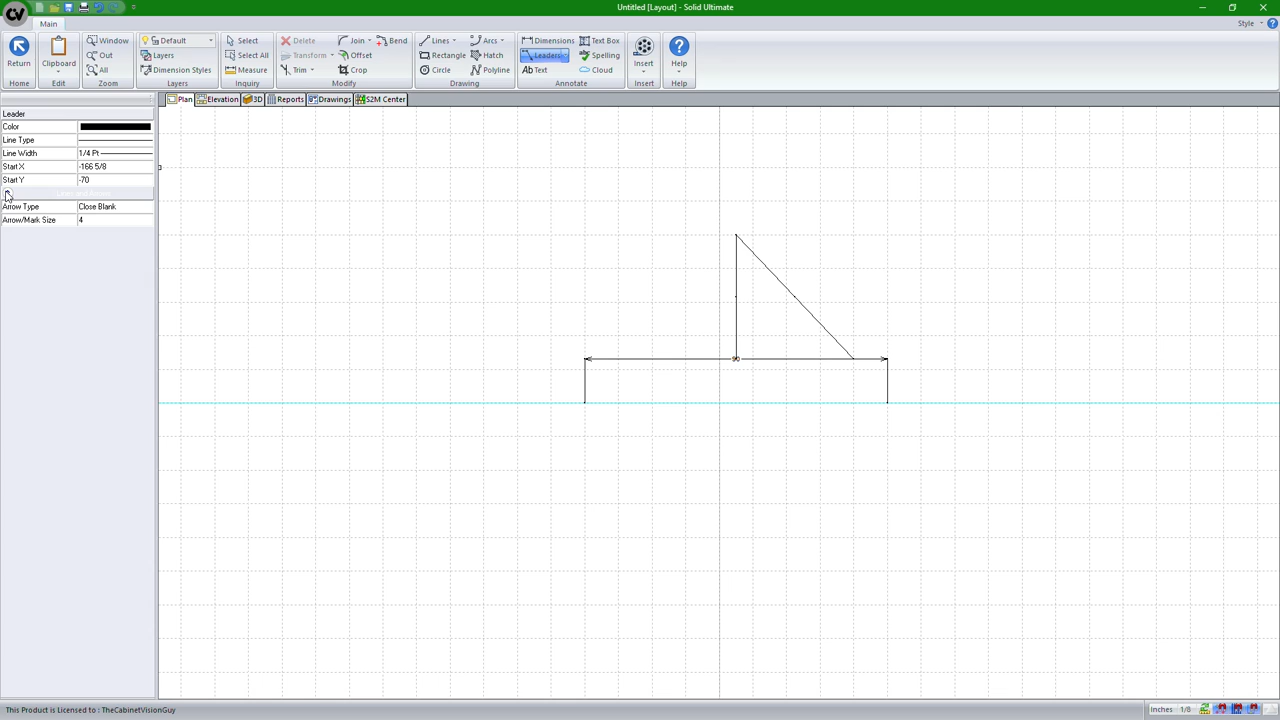 Untitled [Layout] - Solid Ultimate
CV
Main
Style
Return
Home
Clipboard
Edit
Window
Out
All
Zoom
Default
Layers
Dimension Styles
Layers
Select
Select All
Measure
Inquiry
Delete
Transform
Trim
Join
Offset
Crop
Bend
Modify
Lines
Rectangle
Circle
Arcs
Hatch
Polyline
Drawing
Dimensions
Leaders
Ab Text
Text Box
Spelling
Cloud
Annotate
Insert
Insert
Help
Help
Plan
Elevation
3D
Reports
Drawings
S2M Center
Leader
Color
Line Type
Line Width 1/4 Pt
Start X -166 5/8
Start Y -70
Arrow Type Close Blank
Arrow/Mark Size 4
This Product is Licensed to : TheCabinetVisionGuy
Inches 1/8